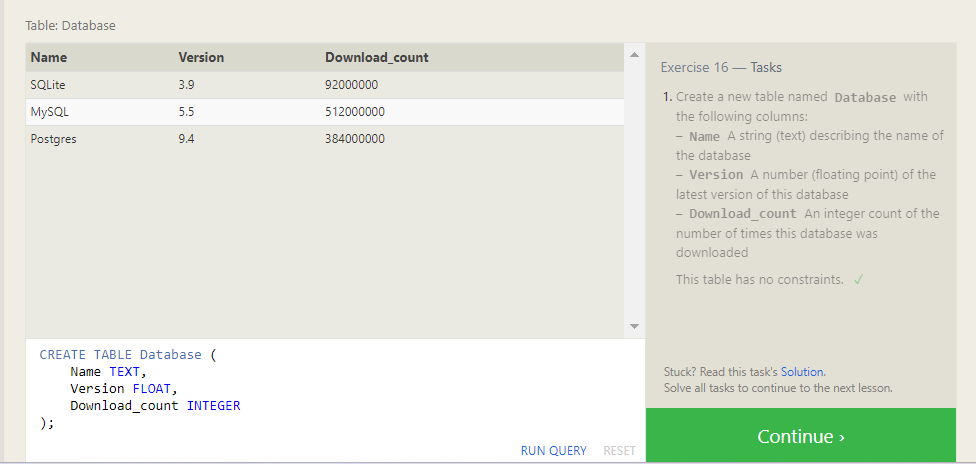 Table: Database
Name Version Download_count
SQLite 3.9 92000000
MySQL 5.5 512000000
Postgres 9.4 384000000
CREATE TABLE Database (
Name TEXT,
Version FLOAT,
Download_count INTEGER
);
RUN QUERY RESET
Exercise 16 — Tasks
1. Create a new table named Database with
the following columns:
– Name A string (text) describing the name of
the database
– Version A number (floating point) of the
latest version of this database
– Download_count An integer count of the
number of times this database was
downloaded
This table has no constraints. ✓
Stuck? Read this task's Solution.
Solve all tasks to continue to the next lesson.
Continue ›